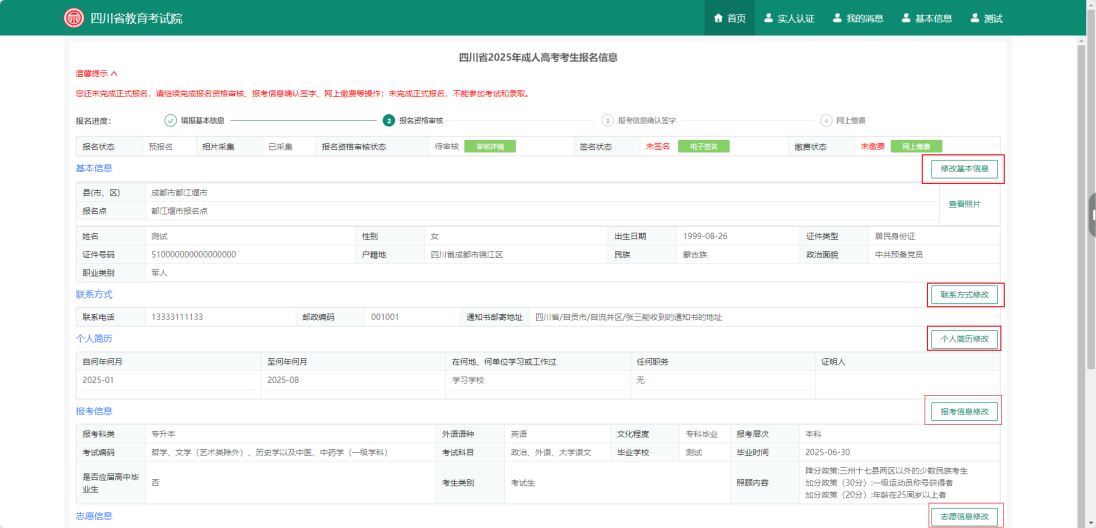 四川省教育考试院 首页 实人认证 我的消息 基本信息 测试
四川省2025年成人高考考生报名信息
温馨提示
您还未完成正式报名，请继续完成报名资格审核、报考信息确认签字、网上缴费等操作；未完成正式报名，不能参加考试和录取。
报名进度： 填报基本信息 2 报名资格审核 3 报考信息确认签字 4 网上缴费
报名状态 预报名 相片采集 已采集 报名资格审核状态 待审核 审核详情 签名状态 未签名 电子签名 缴费状态 未缴费 网上缴费
基本信息 修改基本信息
县(市、区) 成都市都江堰市
报名点 都江堰市报名点 查看照片
姓名 测试 性别 女 出生日期 1999-08-26 证件类型 居民身份证
证件号码 510000000000000000 户籍地 四川省成都市锦江区 民族 蒙古族 政治面貌 中共预备党员
职业类别 军人
联系方式 联系方式修改
联系电话 13333111133 邮政编码 001001 通知书邮寄地址 四川省/自贡市/自流井区/张三能收到的通知书的地址
个人简历 个人简历修改
自何年何月 至何年何月 在何地、何单位学习或工作过 任何职务 证明人
2025-01 2025-08 学习学校 无
报考信息 报考信息修改
报考科类 专升本 外语语种 英语 文化程度 专科毕业 报考层次 本科
考试编码 哲学、文学（艺术类除外）、历史学以及中医、中药学（一级学科） 考试科目 政治、外语、大学语文 毕业学校 测试 毕业时间 2025-06-30
是否应届高中毕业生 否 考生类别 考试生 照顾内容 降分政策:三州十七县两区以外的少数民族考生
加分政策（30分）:一级运动员称号获得者
加分政策（20分）:年龄在25周岁以上者
志愿信息 志愿信息修改